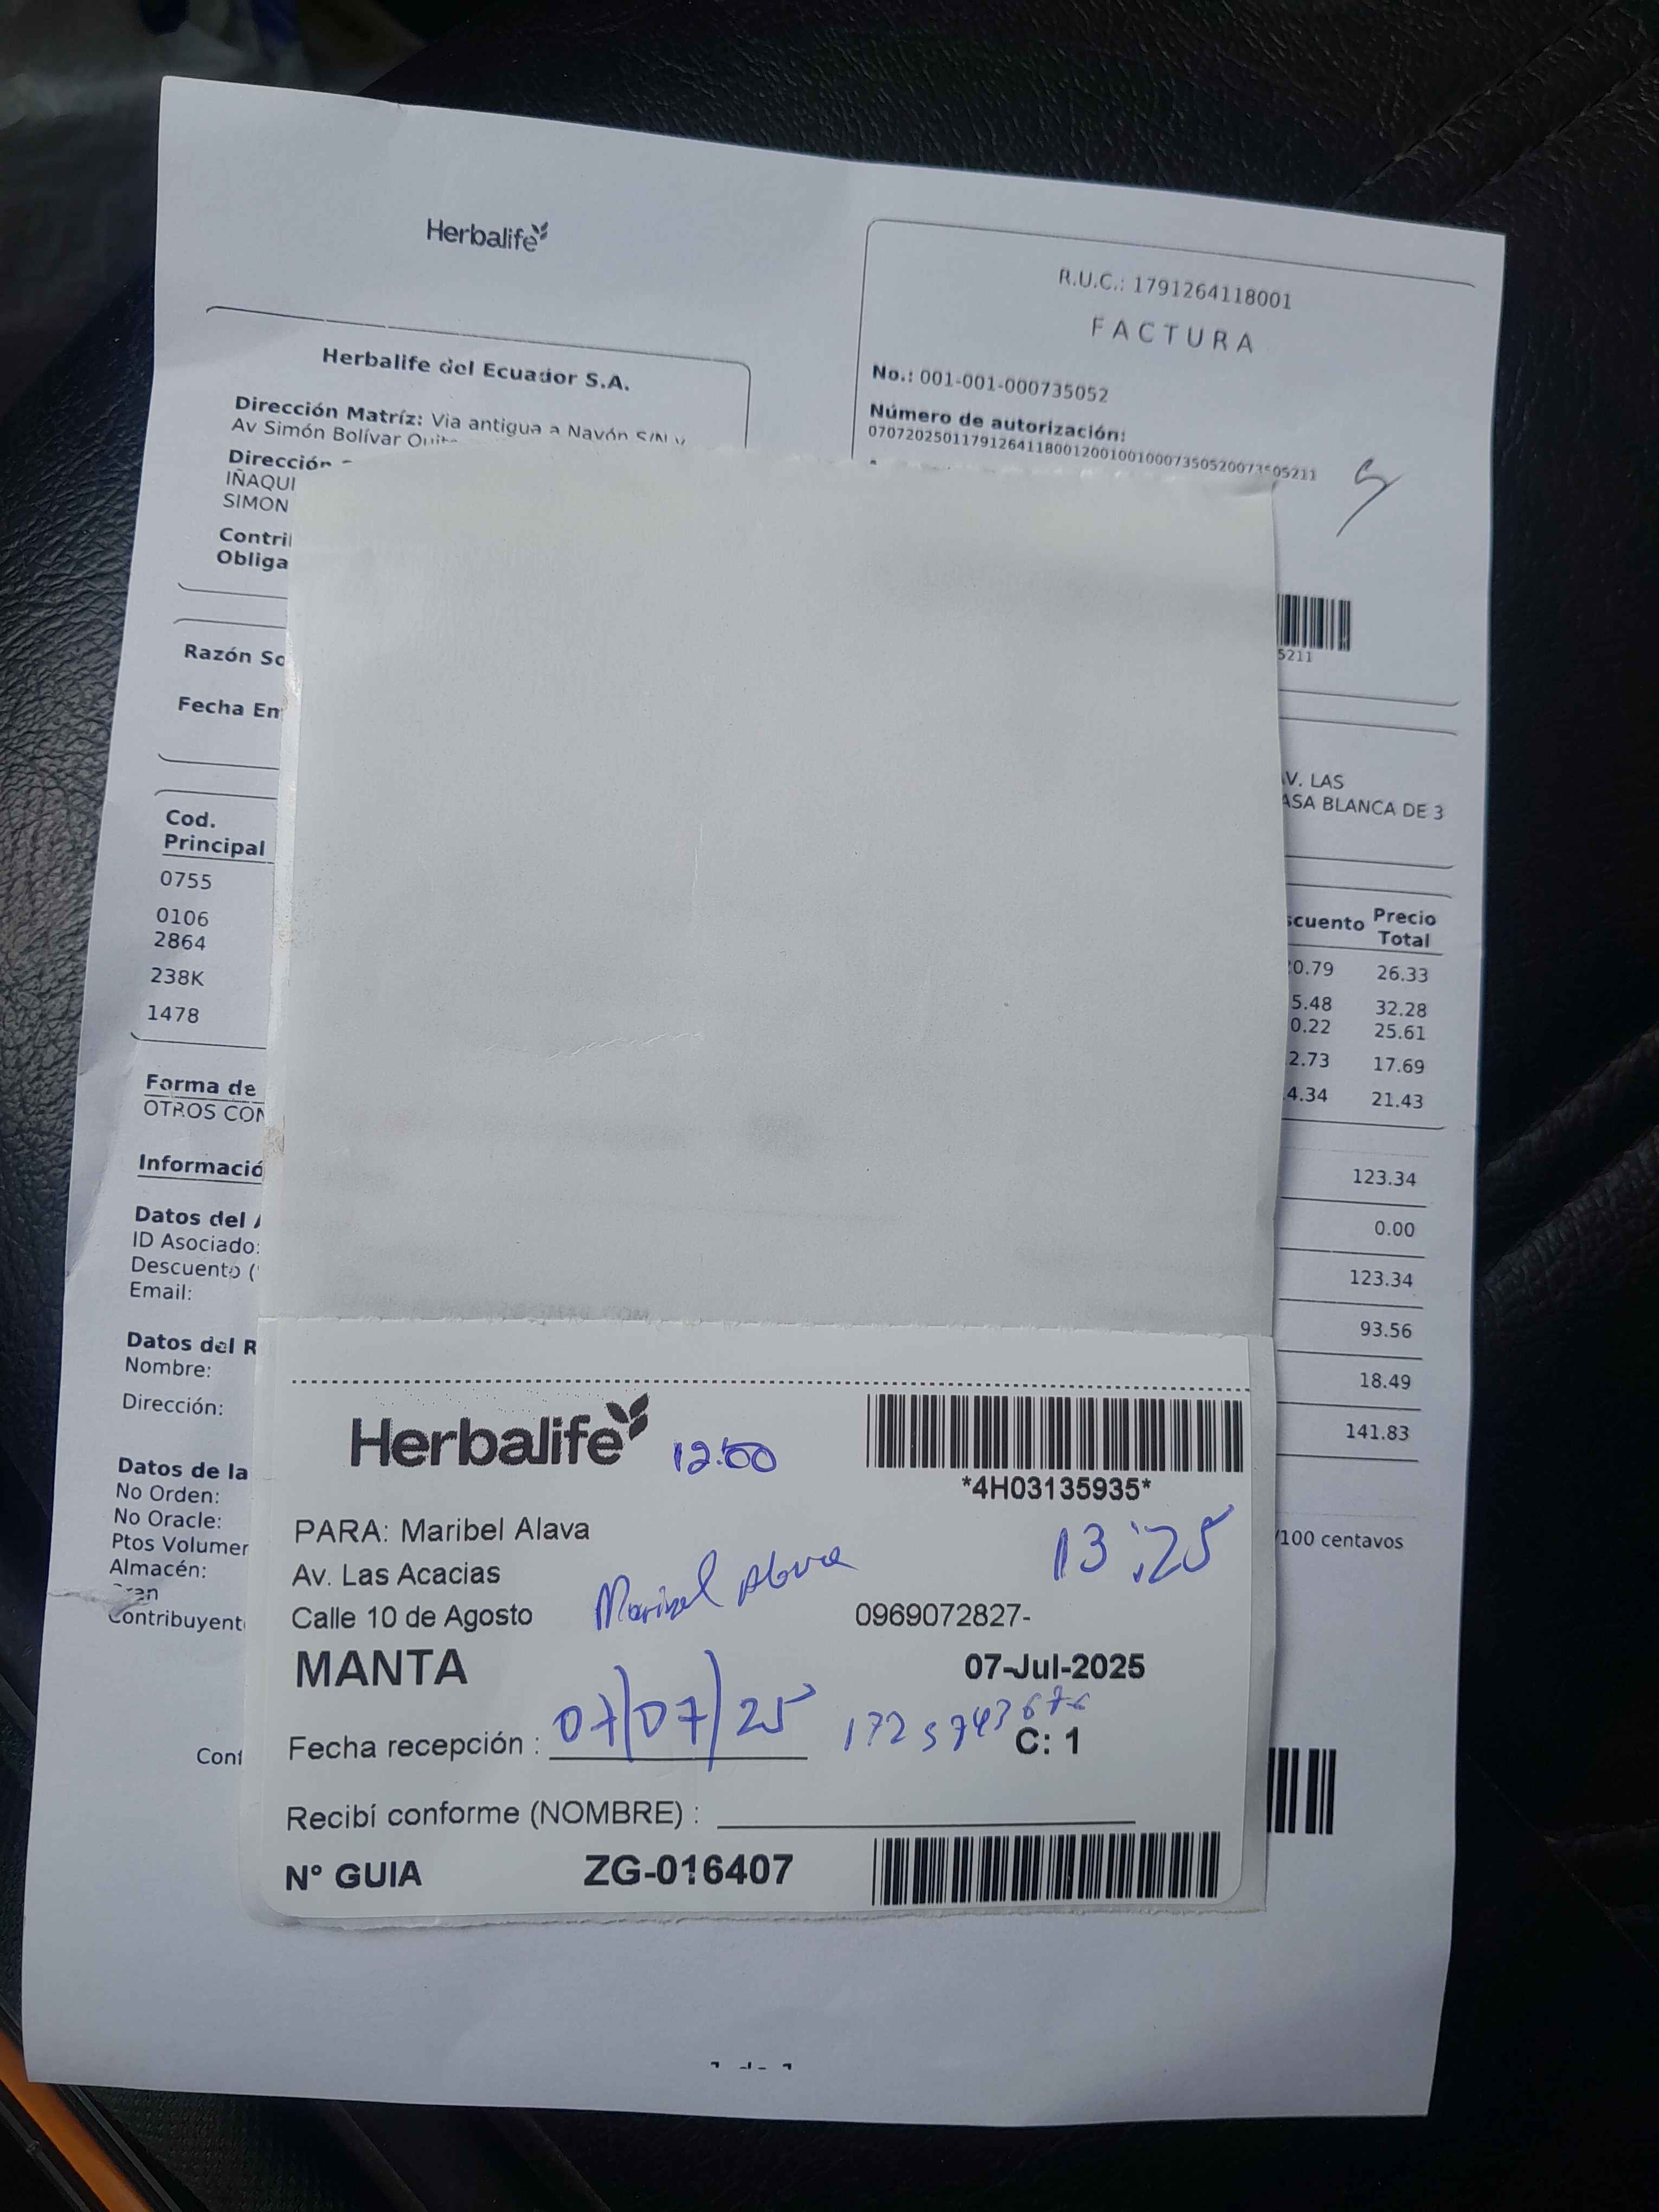 Herbalife
R.U.C.: 1791264118001
FACTURA
No.: 001-001-000735052
Número de autorización:
Herbalife del Ecuador S.A.
Dirección Matríz: Via antigua a Nayón S/N y
Av Simón Bolívar
Dirección
IÑAQUI
SIMON
Contri
Obliga
5211
Razón So
Fecha Em
V. LAS
ASA BLANCA DE 3
Cod.
Principal
scuento
Precio
Total
0755
0.79 26.33
0106
5.48 32.28
2864
0.22 25.61
238K
2.73 17.69
1478
4.34 21.43
Forma de
OTROS CON
Informació
123.34
0.00
123.34
93.56
18.49
141.83
Datos del A
ID Asociado:
Descuento (
Email:
Datos del R
Nombre:
Dirección:
Datos de la
No Orden:
No Oracle:
Ptos Volumen
Almacén:
Contribuyent
/100 centavos
Conf
Herbalife
12:00
*4H03135935*
PARA: Maribel Alava
13:25
Av. Las Acacias
Maribel Alava
Calle 10 de Agosto
0969072827-
MANTA
07-Jul-2025
Fecha recepción : 07/07/25
C: 1
Recibí conforme (NOMBRE) :
N° GUIA ZG-016407